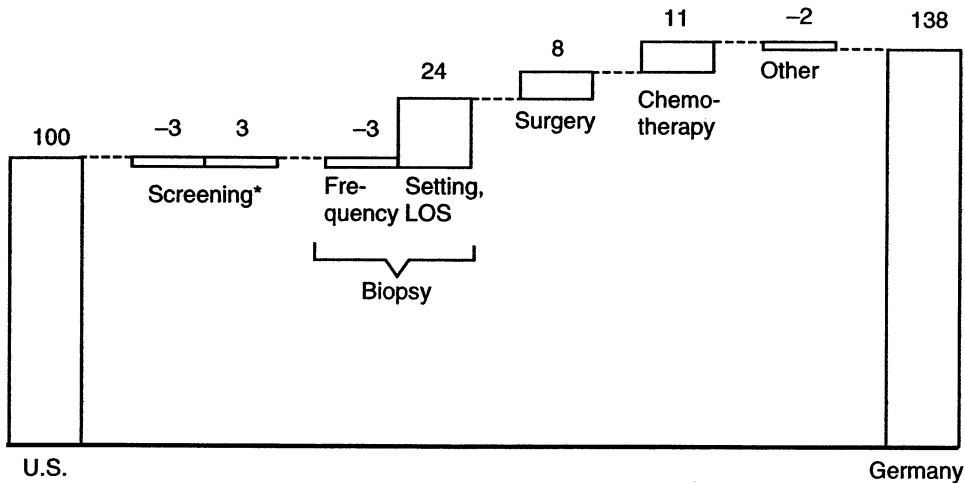 100
–3
3
Screening*
–3
24
Fre-
quency
Setting,
LOS
Biopsy
8
Surgery
11
Chemo-
therapy
–2
Other
138
U.S.
Germany